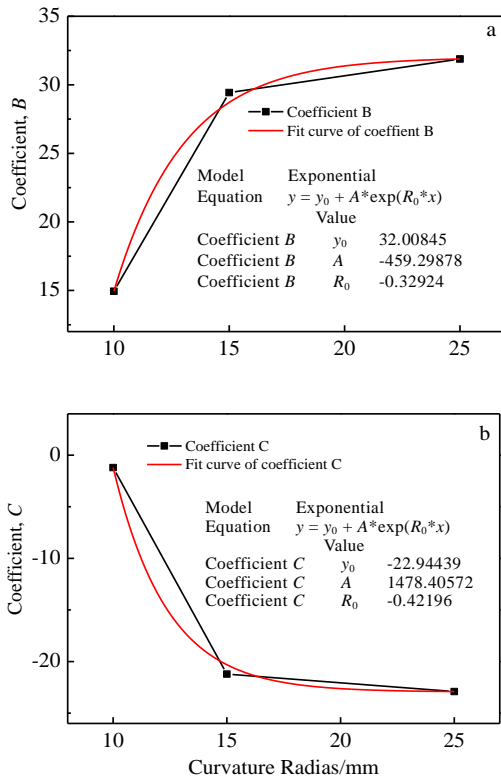 a
35
30
25
20
15
Coefficient, B
Coefficient B
Fit curve of coeffient B
Model Exponential
Equation y = y0 + A*exp(R0*x)
Value
Coefficient B y0 32.00845
Coefficient B A -459.29878
Coefficient B R0 -0.32924
10 15 20 25
b
0
-10
-20
Coefficient, C
Coefficient C
Fit curve of coefficient C
Model Exponential
Equation y = y0 + A*exp(R0*x)
Value
Coefficient C y0 -22.94439
Coefficient C A 1478.40572
Coefficient C R0 -0.42196
10 15 20 25
Curvature Radias/mm